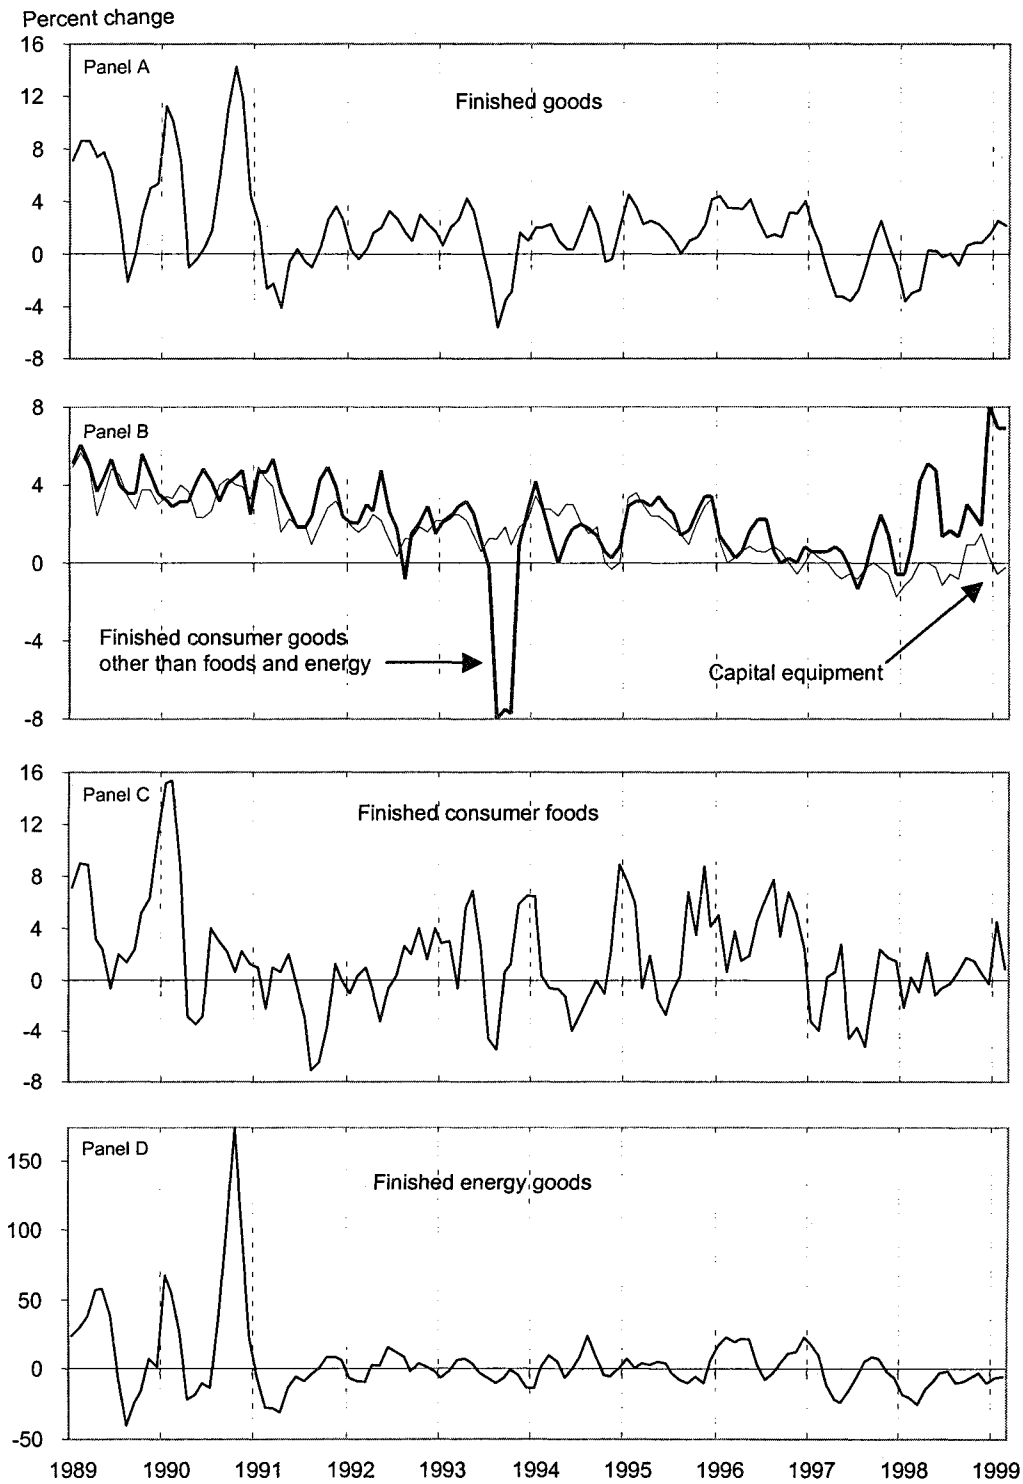 Percent change
16
Panel A
12
Finished goods
8
4
0
-4
-8
8
Panel B
4
0
-4
Finished consumer goods
other than foods and energy
Capital equipment
-8
16
Panel C
12
Finished consumer foods
8
4
0
-4
-8
Panel D
150
Finished energy goods
100
50
0
-50
1989 1990 1991 1992 1993 1994 1995 1996 1997 1998 1999